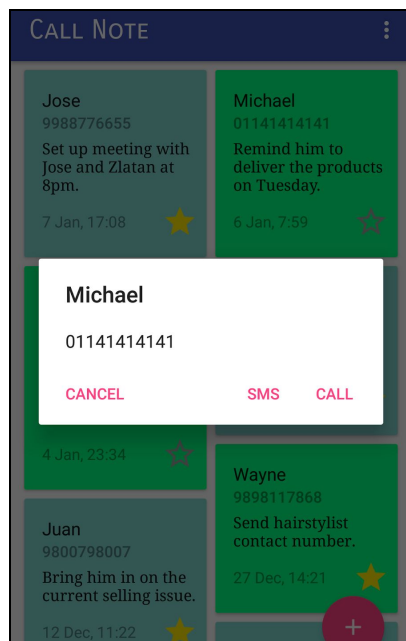 CALL NOTE
Jose
9988776655
Set up meeting with
Jose and Zlatan at
8pm.
7 Jan, 17:08
Michael
01141414141
Remind him to
deliver the products
on Tuesday.
6 Jan, 7:59
Michael
01141414141
CANCEL
SMS
CALL
4 Jan, 23:34
Wayne
9898117868
Send hairstylist
contact number.
27 Dec, 14:21
Juan
9800798007
Bring him in on the
current selling issue.
12 Dec, 11:22
+